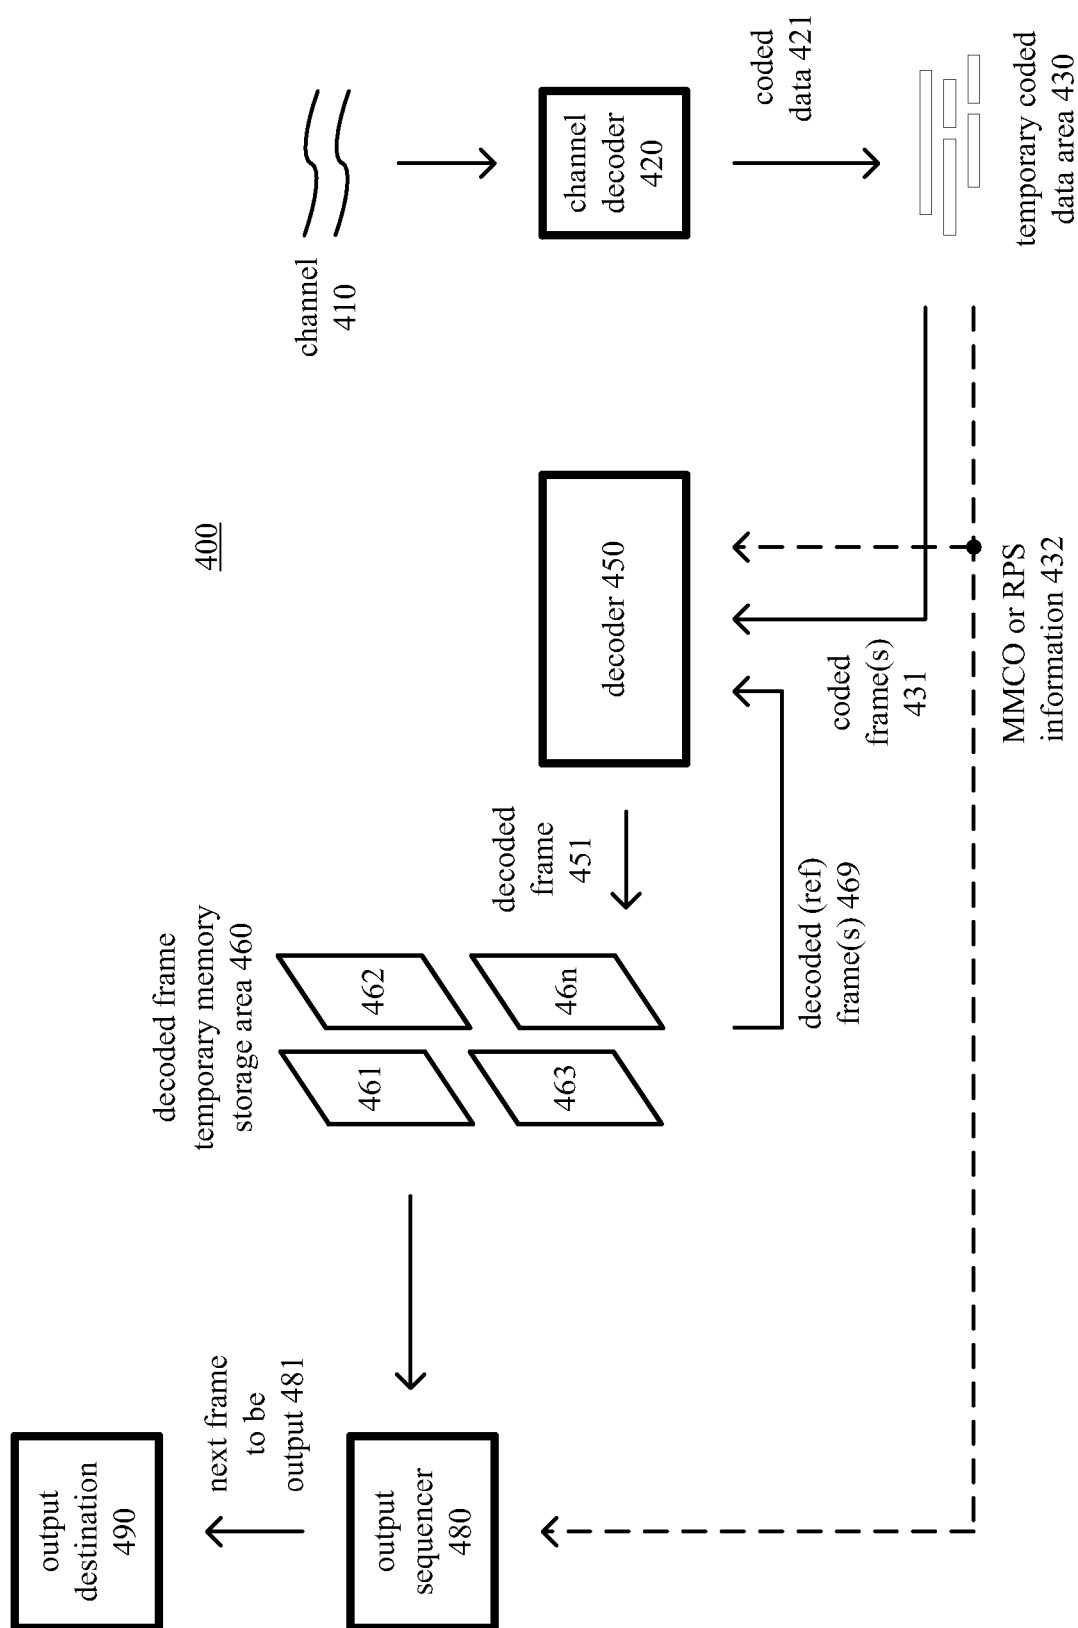 400
output
destination
490
next frame
to be
output 481
output
sequencer
480
decoded frame
temporary memory
storage area 460
461
462
463
46n
decoded
frame
451
decoder 450
decoded (ref)
frame(s) 469
coded
frame(s)
431
MMCO or RPS
information 432
channel
410
channel
decoder
420
coded
data 421
temporary coded
data area 430